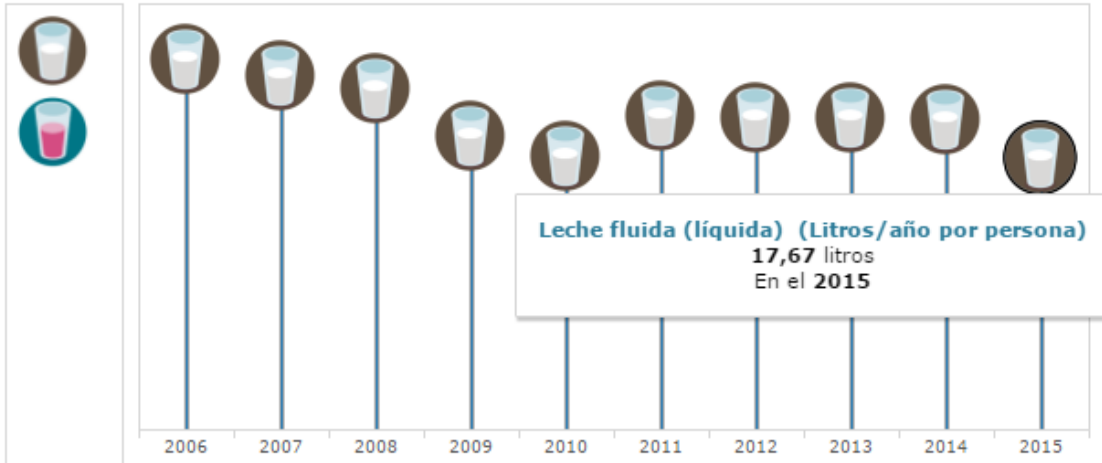 Leche fluida (líquida) (Litros/año por persona)
17,67 litros
En el 2015
2006 2007 2008 2009 2010 2011 2012 2013 2014 2015